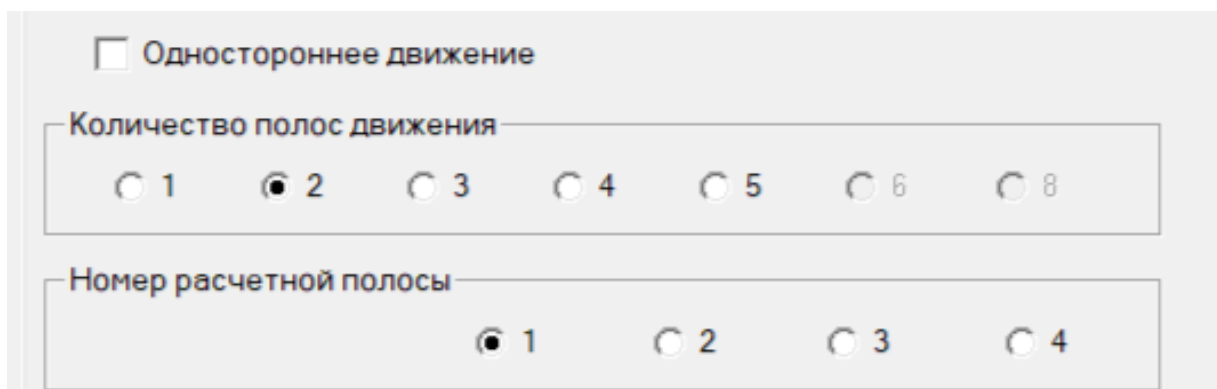 Одностороннее движение
Количество полос движения
1 2 3 4 5 6 8
Номер расчетной полосы
1 2 3 4